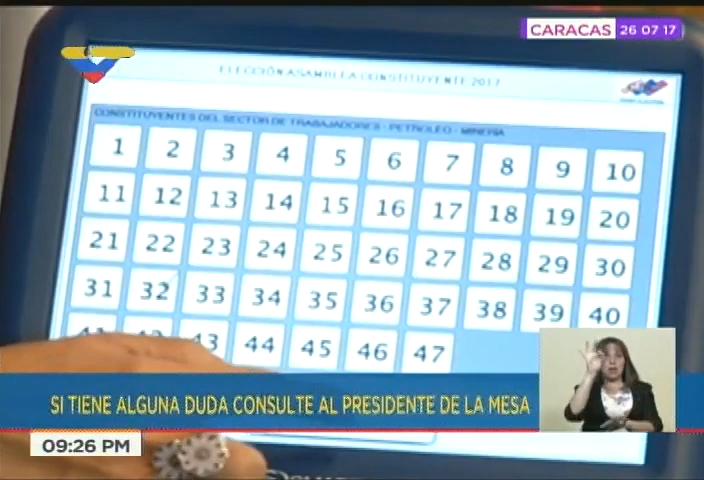 CARACAS 26 07 17
ELECCIÓN ASAMBLEA CONSTITUYENTE 2017
CONSTITUYENTES DEL SECTOR DE TRABAJADORES - PETRÓLEO - MINERÍA
1 2 3 4 5 6 7 8 9 10
11 12 13 14 15 16 17 18 19 20
21 22 23 24 25 26 27 28 29 30
31 32 33 34 35 36 37 38 39 40
41 42 43 44 45 46 47
SI TIENE ALGUNA DUDA CONSULTE AL PRESIDENTE DE LA MESA
09:26 PM